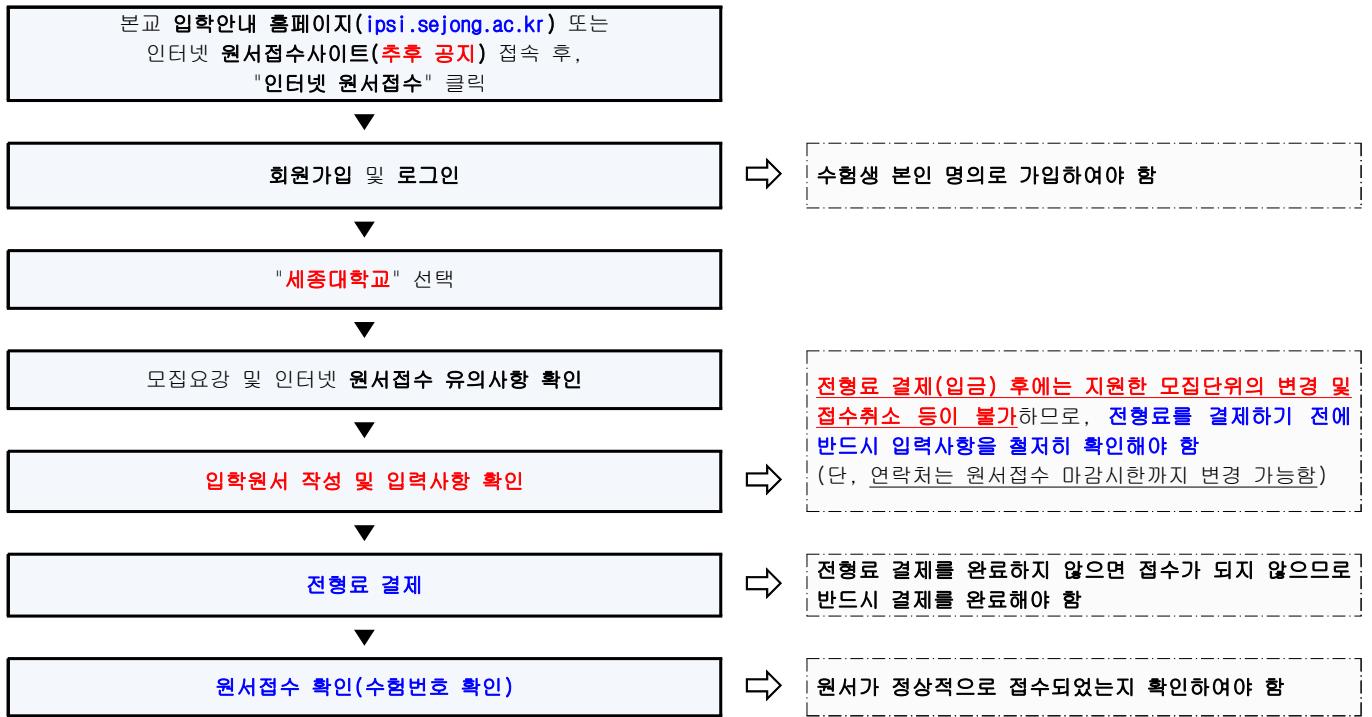 본교 입학안내 홈페이지(ipsi.sejong.ac.kr) 또는
인터넷 원서접수사이트(추후 공지) 접속 후,
"인터넷 원서접수" 클릭
회원가입 및 로그인
수험생 본인 명의로 가입하여야 함
"세종대학교" 선택
모집요강 및 인터넷 원서접수 유의사항 확인
입학원서 작성 및 입력사항 확인
전형료 결제(입금) 후에는 지원한 모집단위의 변경 및
접수취소 등이 불가하므로, 전형료를 결제하기 전에
반드시 입력사항을 철저히 확인해야 함
(단, 연락처는 원서접수 마감시한까지 변경 가능함)
전형료 결제
전형료 결제를 완료하지 않으면 접수가 되지 않으므로
반드시 결제를 완료해야 함
원서접수 확인(수험번호 확인)
원서가 정상적으로 접수되었는지 확인하여야 함